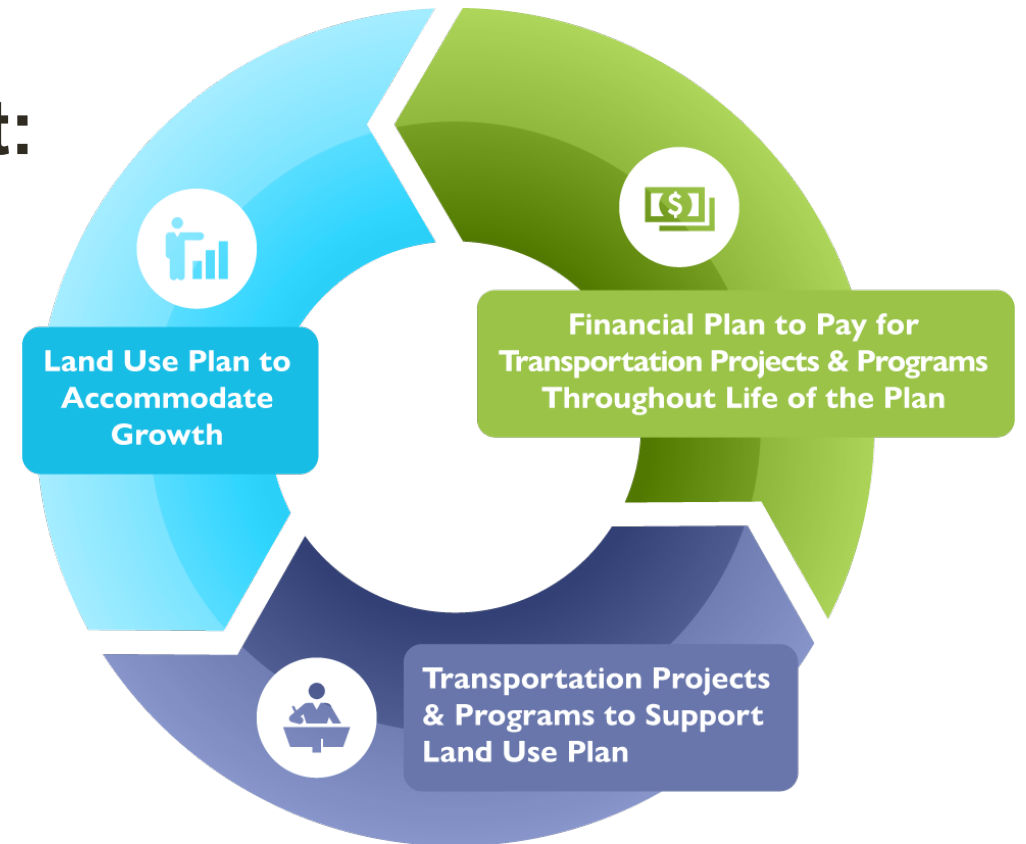 t:
Land Use Plan to
Accommodate
Growth
Financial Plan to Pay for
Transportation Projects & Programs
Throughout Life of the Plan
Transportation Projects
& Programs to Support
Land Use Plan